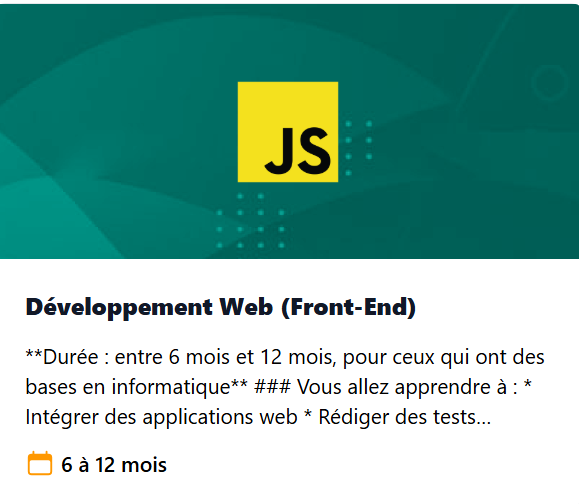 JS
Développement Web (Front-End)
**Durée : entre 6 mois et 12 mois, pour ceux qui ont des
bases en informatique** ### Vous allez apprendre à : *
Intégrer des applications web * Rédiger des tests...
6 à 12 mois